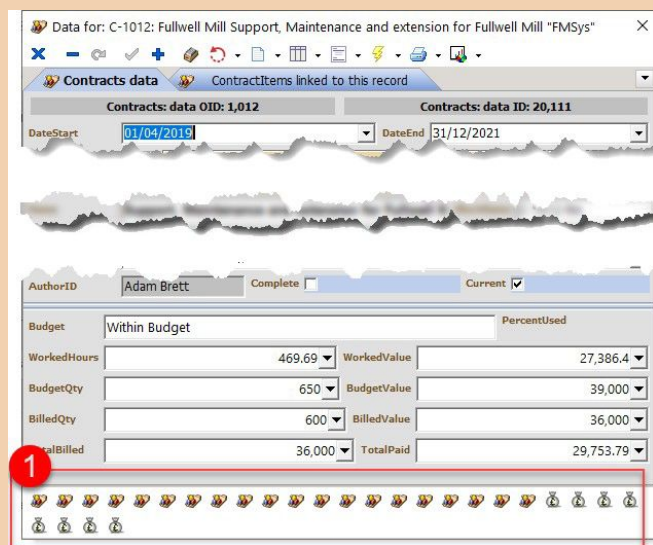 Data for: C-1012: Fullwell Mill Support, Maintenance and extension for Fullwell Mill "FMSys"
Contracts data ContractItems linked to this record
Contracts: data OID: 1,012 Contracts: data ID: 20,111
DateStart 01/04/2019 DateEnd 31/12/2021
AuthorID Adam Brett Complete Current
Budget Within Budget PercentUsed
WorkedHours 469.69 WorkedValue 27,386.4
BudgetQty 650 BudgetValue 39,000
BilledQty 600 BilledValue 36,000
talBilled 36,000 TotalPaid 29,753.79
1